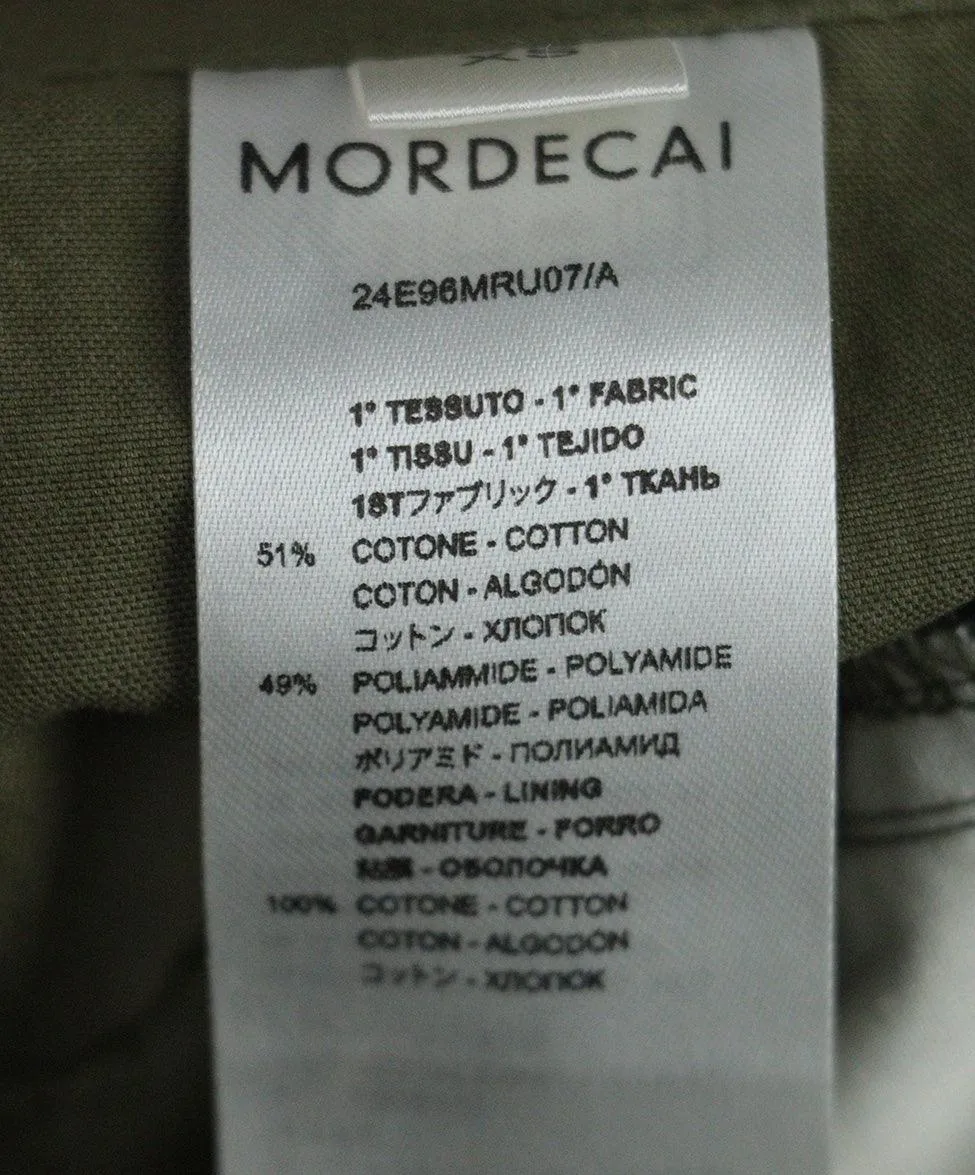 XS
MORDECAI
24E96MRU07/A
1° TESSUTO - 1° FABRIC
1° TISSU - 1° TEJIDO
1STファブリック - 1° ТКАНЬ
51% COTONE - COTTON
COTON - ALGODÓN
コットン - ХЛОПОК
49% POLIAMMIDE - POLYAMIDE
POLYAMIDE - POLIAMIDA
ポリアミド - ПОЛИАМИД
FODERA - LINING
GARNITURE - FORRO
- ОБОЛОЧКА
100% COTONE - COTTON
COTON - ALGODÓN
コットン - ХЛОПОК